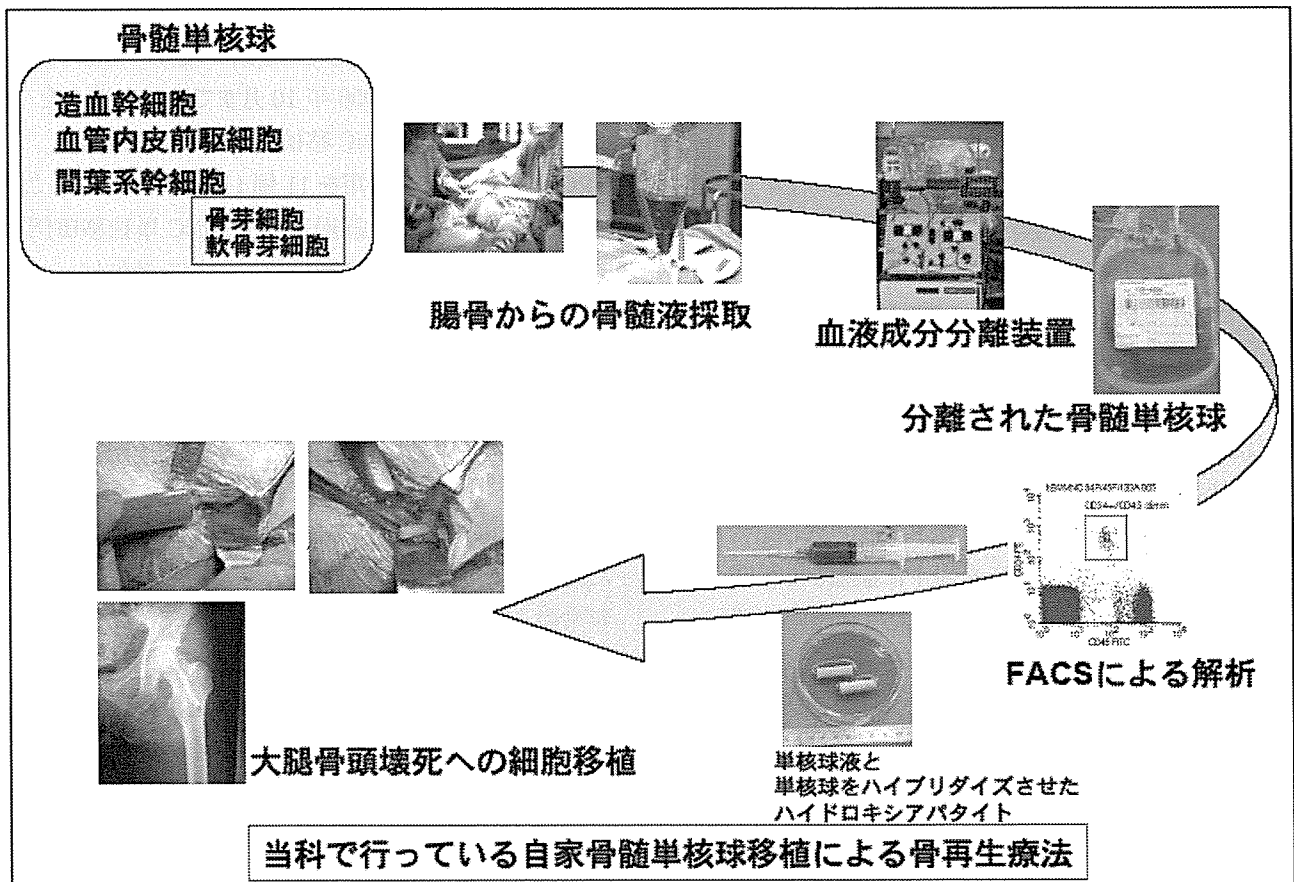 骨髄単核球
造血幹細胞
血管内皮前駆細胞
間葉系幹細胞
骨芽細胞
軟骨芽細胞
腸骨からの骨髄液採取
血液成分分離装置
分離された骨髄単核球
FACSによる解析
CD45 FITC
単核球液と
単核球をハイブリダイズさせた
ハイドロキシアパタイト
大腿骨頭壊死への細胞移植
当科で行っている自家骨髄単核球移植による骨再生療法